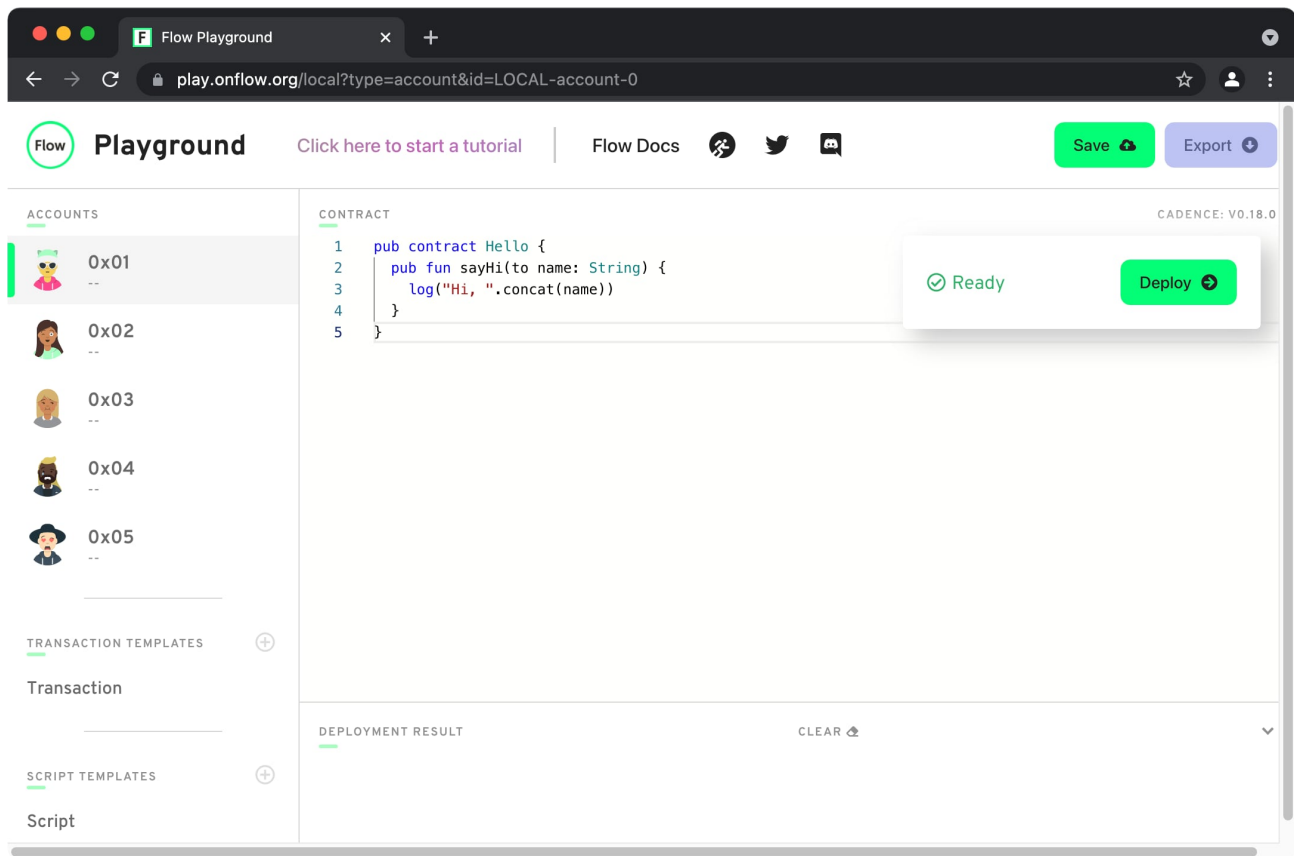 F Flow Playground
play.onflow.org/local?type=account&id=LOCAL-account-0
Flow Playground Click here to start a tutorial Flow Docs Save Export
ACCOUNTS
0x01
--
0x02
--
0x03
--
0x04
--
0x05
--
TRANSACTION TEMPLATES
Transaction
SCRIPT TEMPLATES
Script
CONTRACT CADENCE: V0.18.0
1 pub contract Hello {
2 pub fun sayHi(to name: String) {
3 log("Hi, ".concat(name))
4 }
5 }
Ready Deploy
DEPLOYMENT RESULT CLEAR